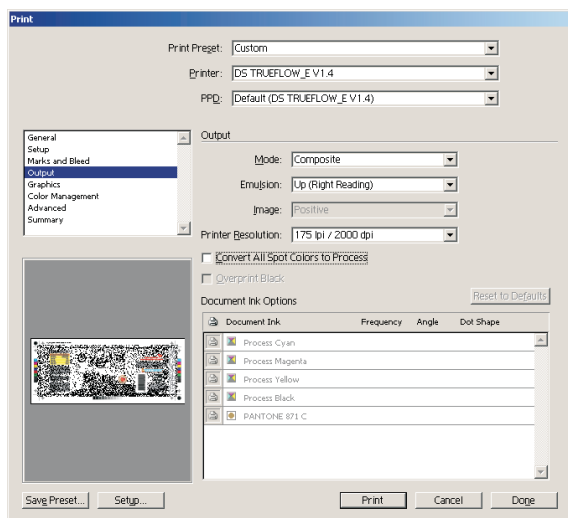 Print
Print Preset: Custom
Printer: DS TRUEFLOW_E V1.4
PPD: Default (DS TRUEFLOW_E V1.4)
General
Setup
Marks and Bleed
Output
Graphics
Color Management
Advanced
Summary
Output
Mode: Composite
Emulsion: Up (Right Reading)
Image: Positive
Printer Resolution: 175 lpi / 2000 dpi
Convert All Spot Colors to Process
Overprint Black
Reset to Defaults
Document Ink Options
Document Ink Frequency Angle Dot Shape
Process Cyan
Process Magenta
Process Yellow
Process Black
PANTONE 871 C
Save Preset... Setup... Print Cancel Done